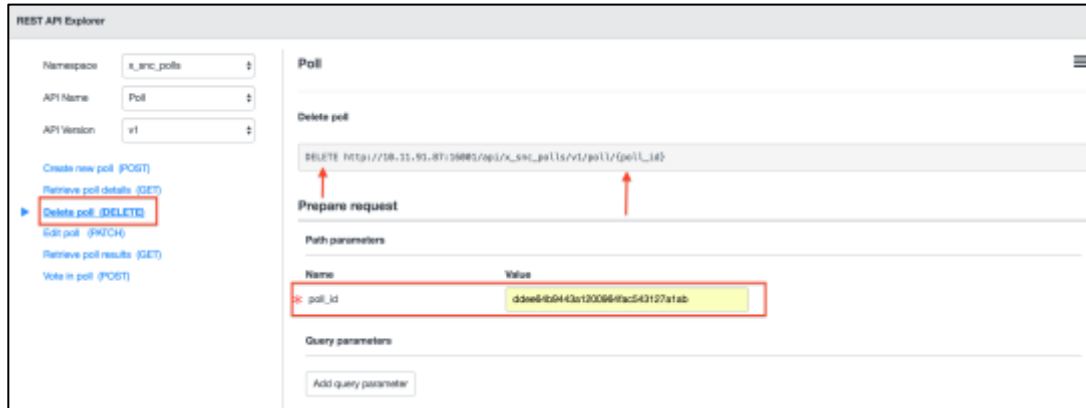 REST API Explorer
Namespace x_snc_polls
API Name Poll
API Version v1
Create new poll (POST)
Retrieve poll details (GET)
Delete poll (DELETE)
Edit poll (PATCH)
Retrieve poll results (GET)
Vote in poll (POST)
Poll
Delete poll
DELETE http://10.11.91.87:16001/api/x_snc_polls/v1/poll/{poll_id}
Prepare request
Path parameters
Name Value
* poll_id
Query parameters
Add query parameter